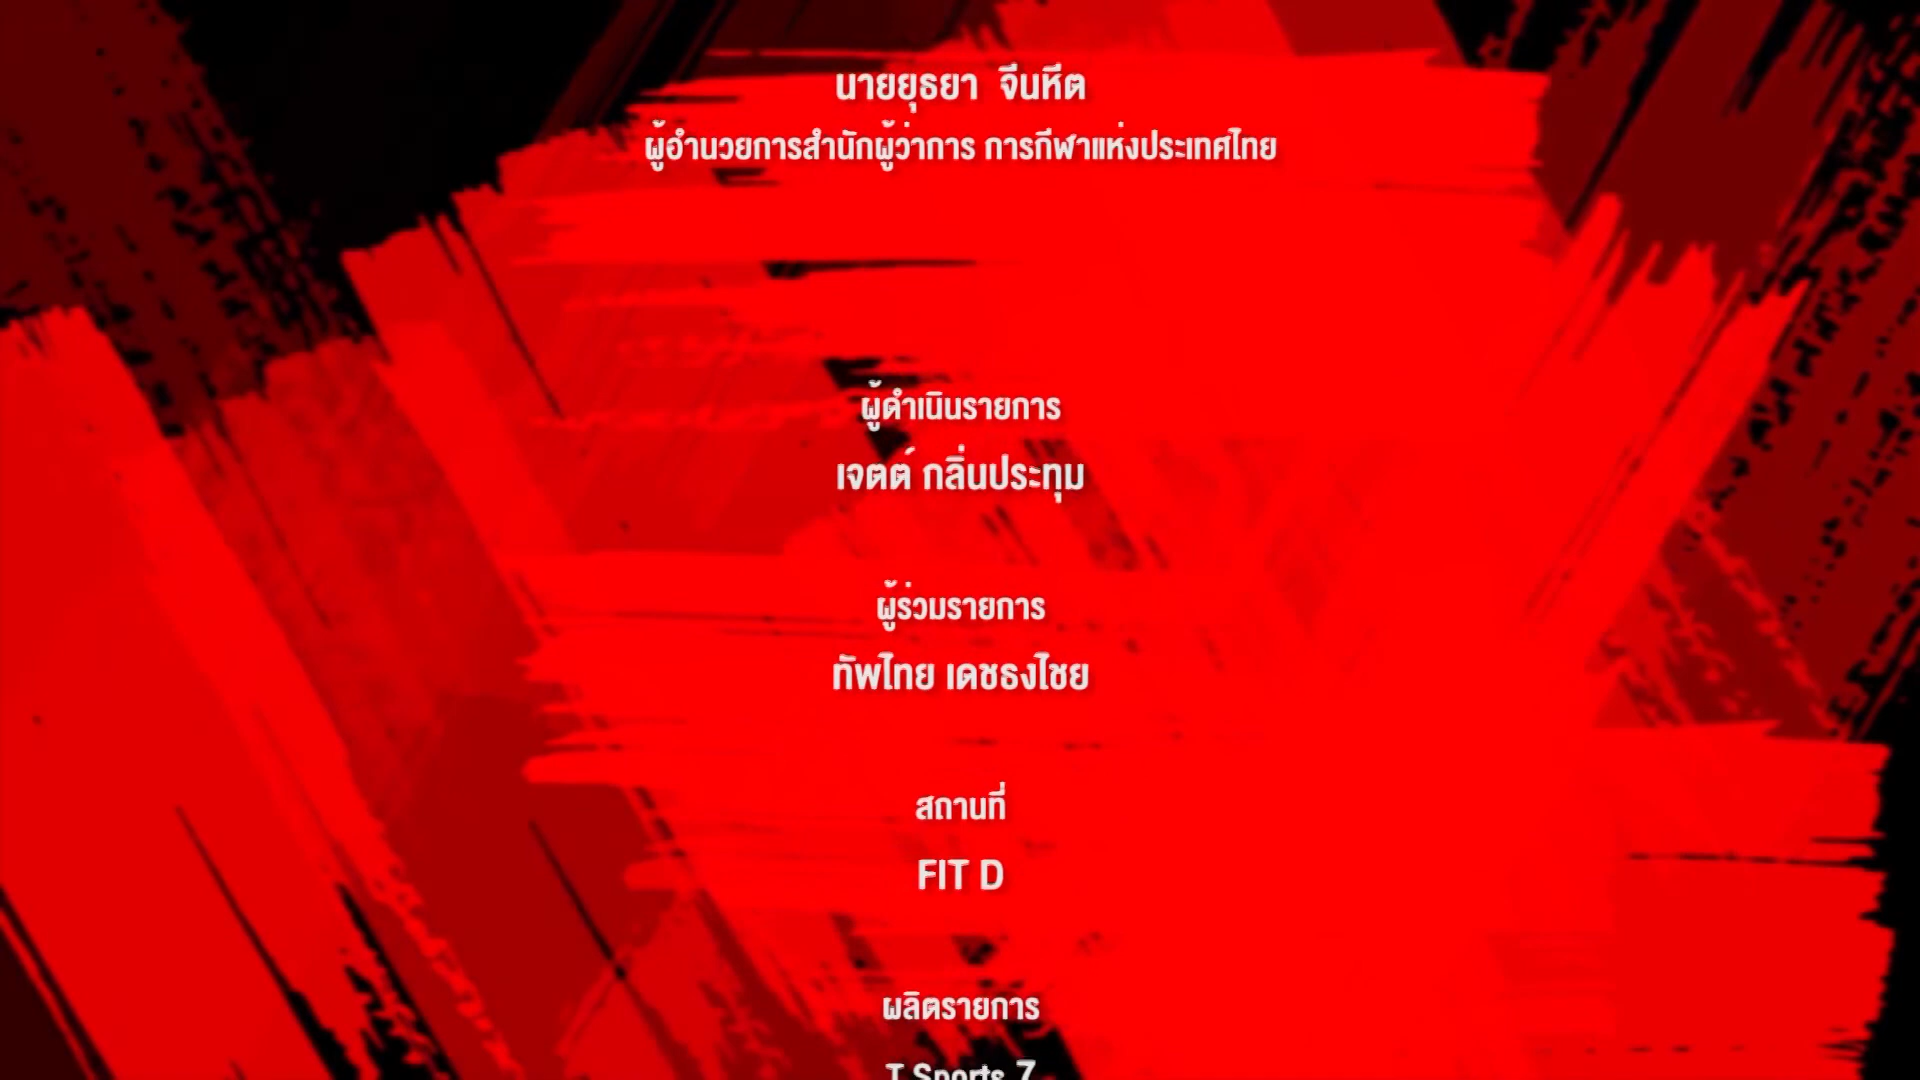 นายยุธยา จีนหีต
ผู้อำนวยการสำนักผู้ว่าการ การกีฬาแห่งประเทศไทย
ผู้ดำเนินรายการ
เจตต์ กลิ่นประทุม
ผู้ร่วมรายการ
ทัพไทย เดชธงไชย
สถานที่
FIT D
ผลิตรายการ
T Sports 7